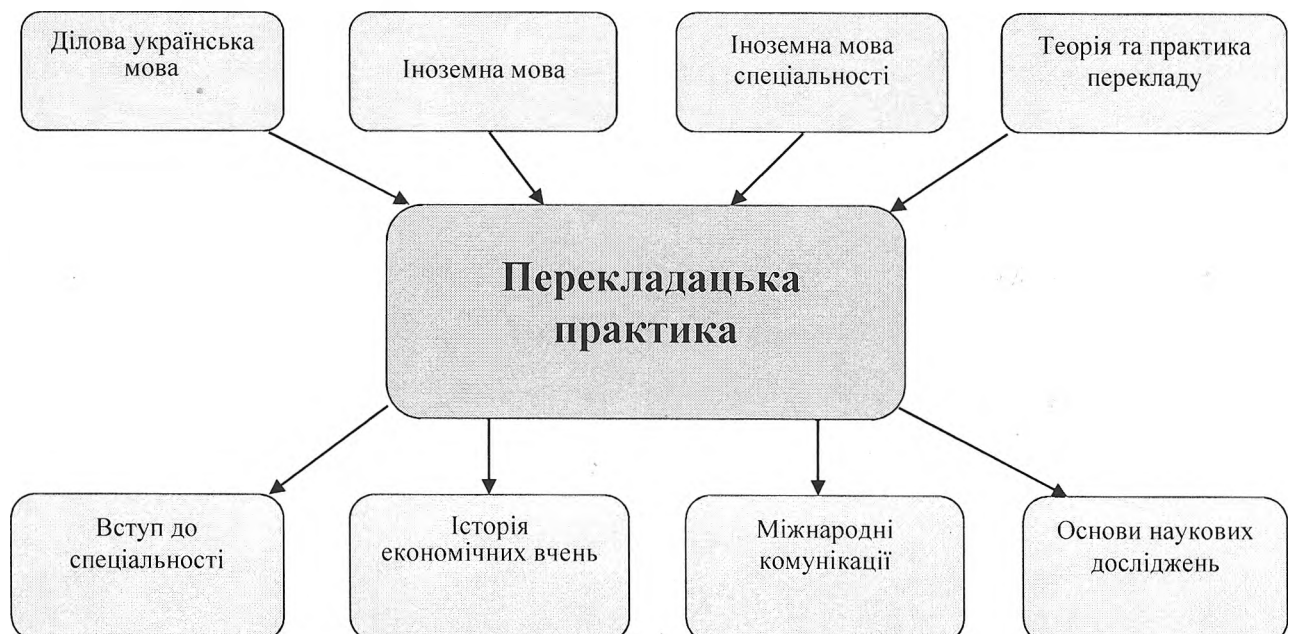 Ділова українська
мова
Іноземна мова
Іноземна мова
спеціальності
Теорія та практика
перекладу
Перекладацька
практика
Вступ до
спеціальності
Історія
економічних вчень
Міжнародні
комунікації
Основи наукових
досліджень